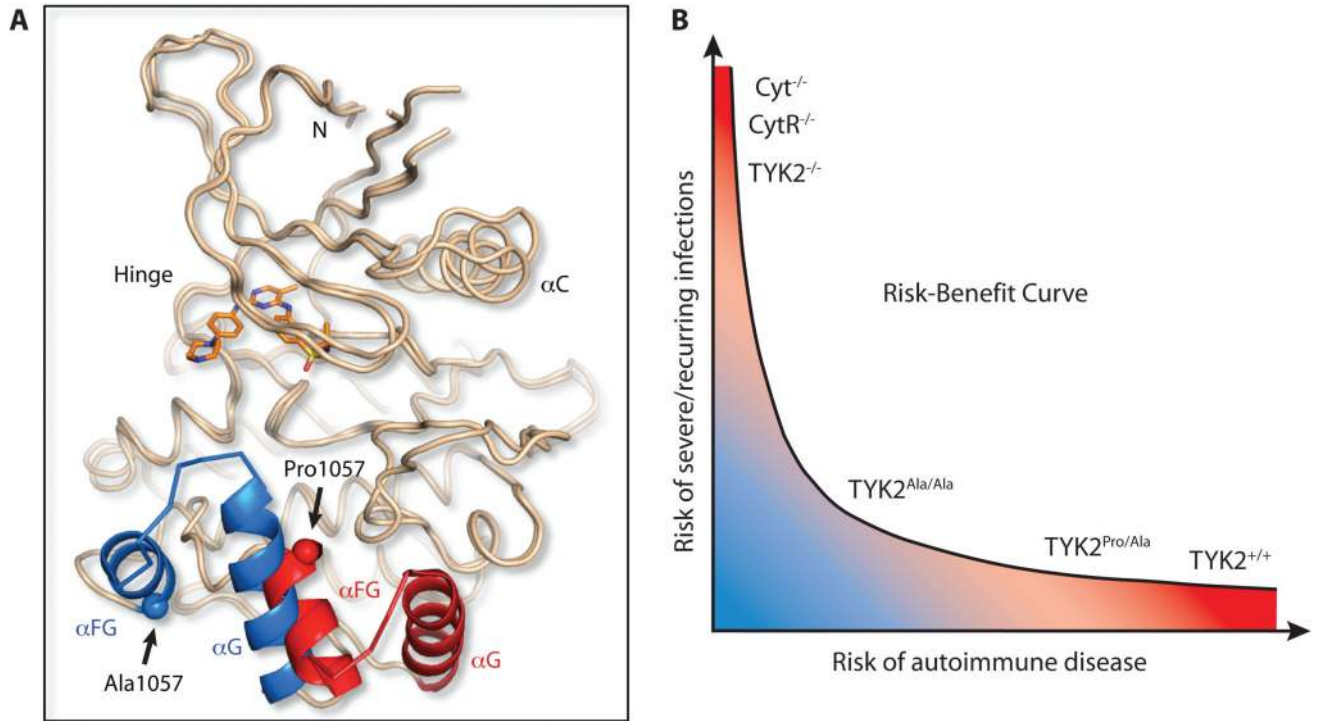 A
N
Hinge
αC
Pro1057
αFG
αFG
αG
αG
Ala1057
B
Risk of severe/recurring infections
Cyt-/-
CytR-/-
TYK2-/-
Risk-Benefit Curve
TYK2Ala/Ala
TYK2Pro/Ala
TYK2+/+
Risk of autoimmune disease